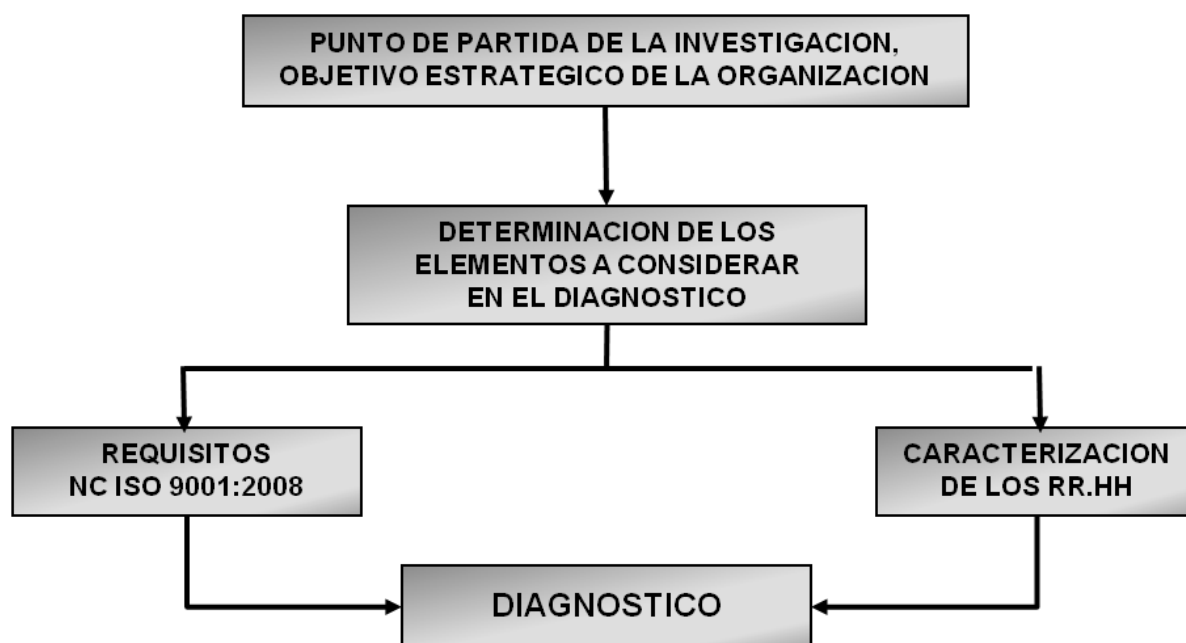 PUNTO DE PARTIDA DE LA INVESTIGACION,
OBJETIVO ESTRATEGICO DE LA ORGANIZACION
DETERMINACION DE LOS
ELEMENTOS A CONSIDERAR
EN EL DIAGNOSTICO
REQUISITOS
NC ISO 9001:2008
CARACTERIZACION
DE LOS RR.HH
DIAGNOSTICO